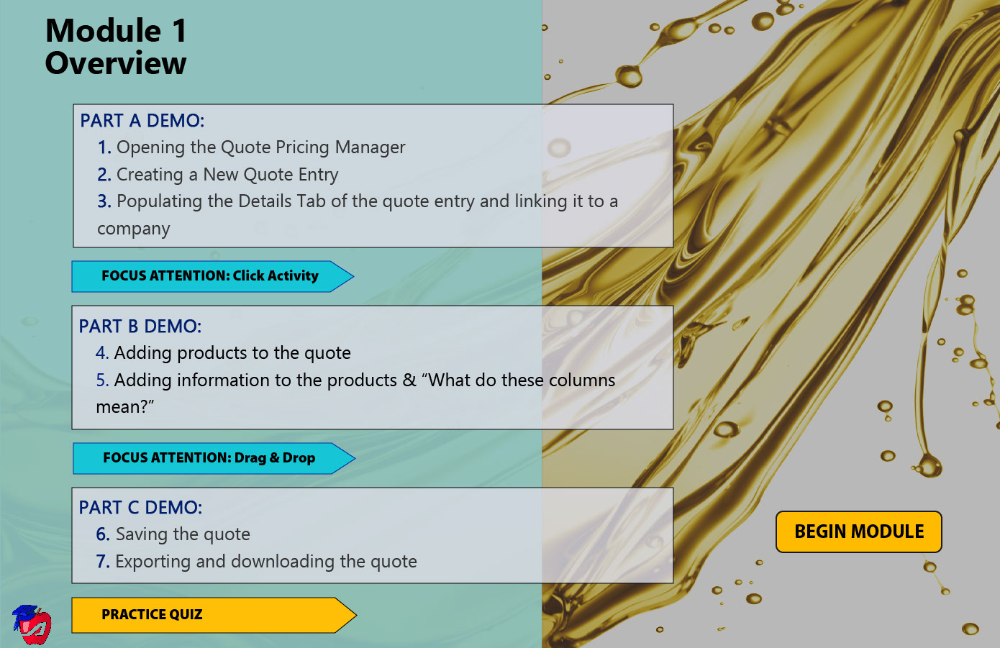 Module 1
Overview
PART A DEMO:
1. Opening the Quote Pricing Manager
2. Creating a New Quote Entry
3. Populating the Details Tab of the quote entry and linking it to a
company
FOCUS ATTENTION: Click Activity
PART B DEMO:
4. Adding products to the quote
5. Adding information to the products & “What do these columns
mean?”
FOCUS ATTENTION: Drag & Drop
PART C DEMO:
6. Saving the quote
7. Exporting and downloading the quote
BEGIN MODULE
PRACTICE QUIZ